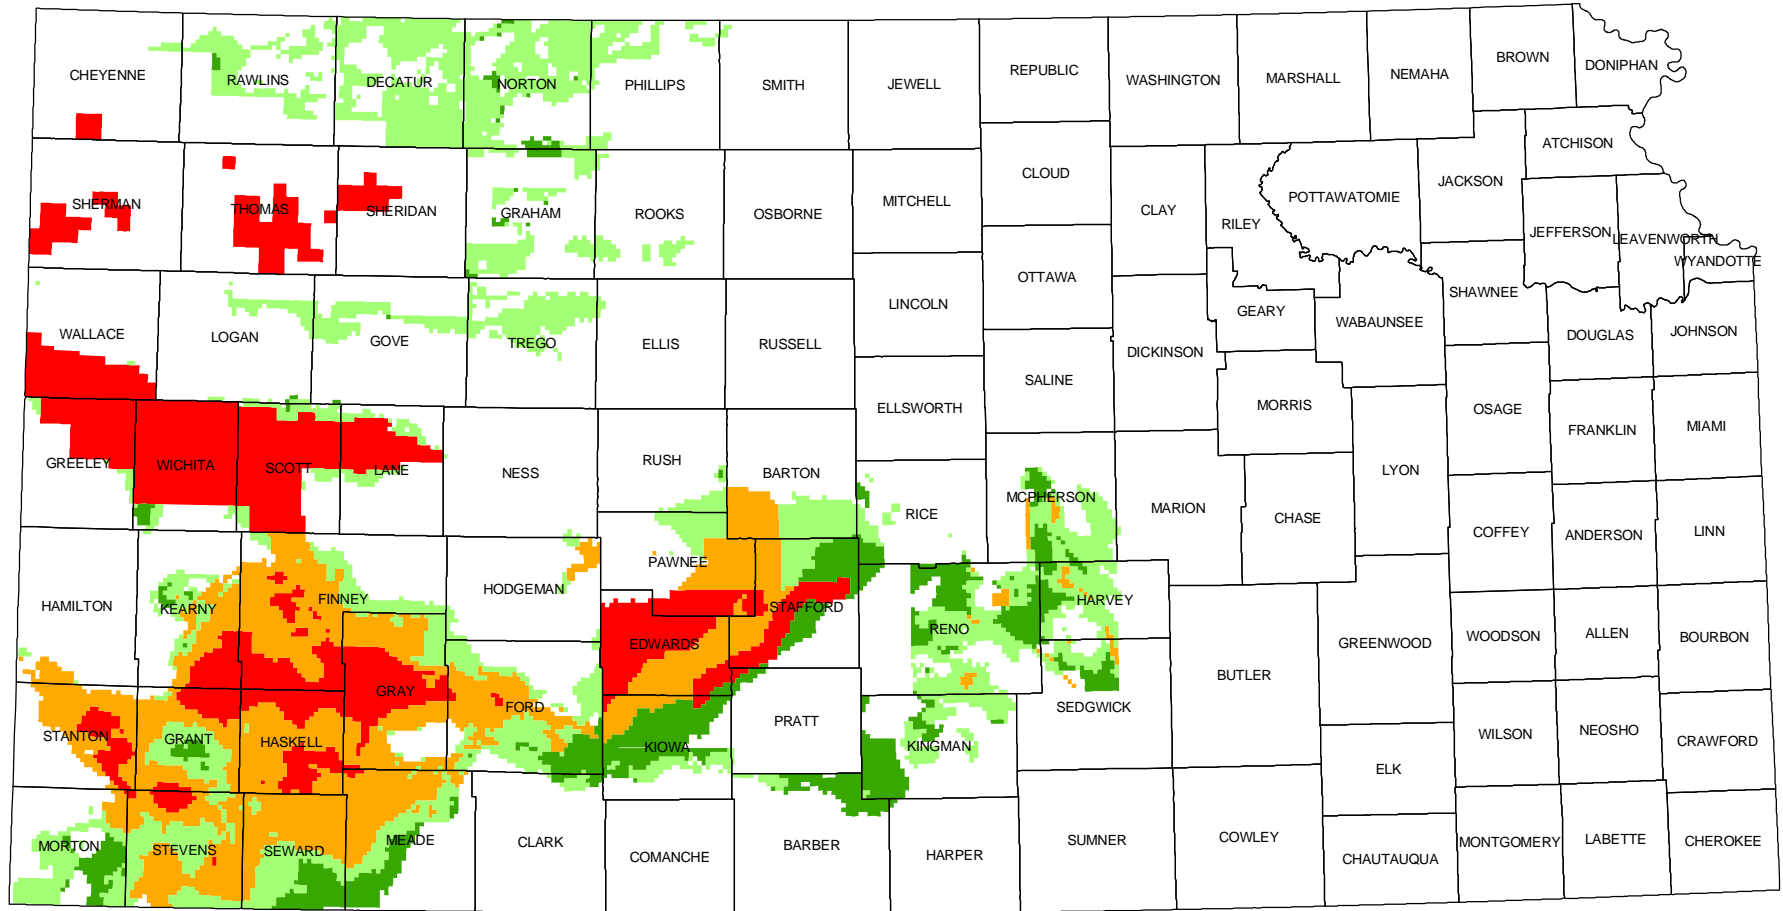 CHEYENNE
RAWLINS
DECATUR
NORTON
PHILLIPS
SMITH
JEWELL
REPUBLIC
WASHINGTON
MARSHALL
NEMAHA
BROWN
DONIPHAN
SHERMAN
THOMAS
SHERIDAN
GRAHAM
ROOKS
OSBORNE
MITCHELL
CLOUD
CLAY
RILEY
POTTAWATOMIE
JACKSON
ATCHISON
JEFFERSON
LEAVENWORTH
WYANDOTTE
WALLACE
LOGAN
GOVE
TREGO
ELLIS
RUSSELL
LINCOLN
OTTAWA
DICKINSON
GEARY
WABAUNSEE
SHAWNEE
DOUGLAS
JOHNSON
GREELEY
WICHITA
SCOTT
LANE
NESS
RUSH
BARTON
ELLSWORTH
SALINE
MORRIS
OSAGE
FRANKLIN
MIAMI
RICE
MCPHERSON
MARION
CHASE
LYON
COFFEY
ANDERSON
LINN
HAMILTON
KEARNY
FINNEY
HODGEMAN
PAWNEE
STAFFORD
EDWARDS
RENO
HARVEY
GREENWOOD
WOODSON
ALLEN
BOURBON
STANTON
GRANT
HASKELL
GRAY
FORD
KIOWA
PRATT
KINGMAN
SEDGWICK
BUTLER
ELK
WILSON
NEOSHO
CRAWFORD
MORTON
STEVENS
SEWARD
MEADE
CLARK
COMANCHE
BARBER
HARPER
SUMNER
COWLEY
CHAUTAUQUA
MONTGOMERY
LABETTE
CHEROKEE